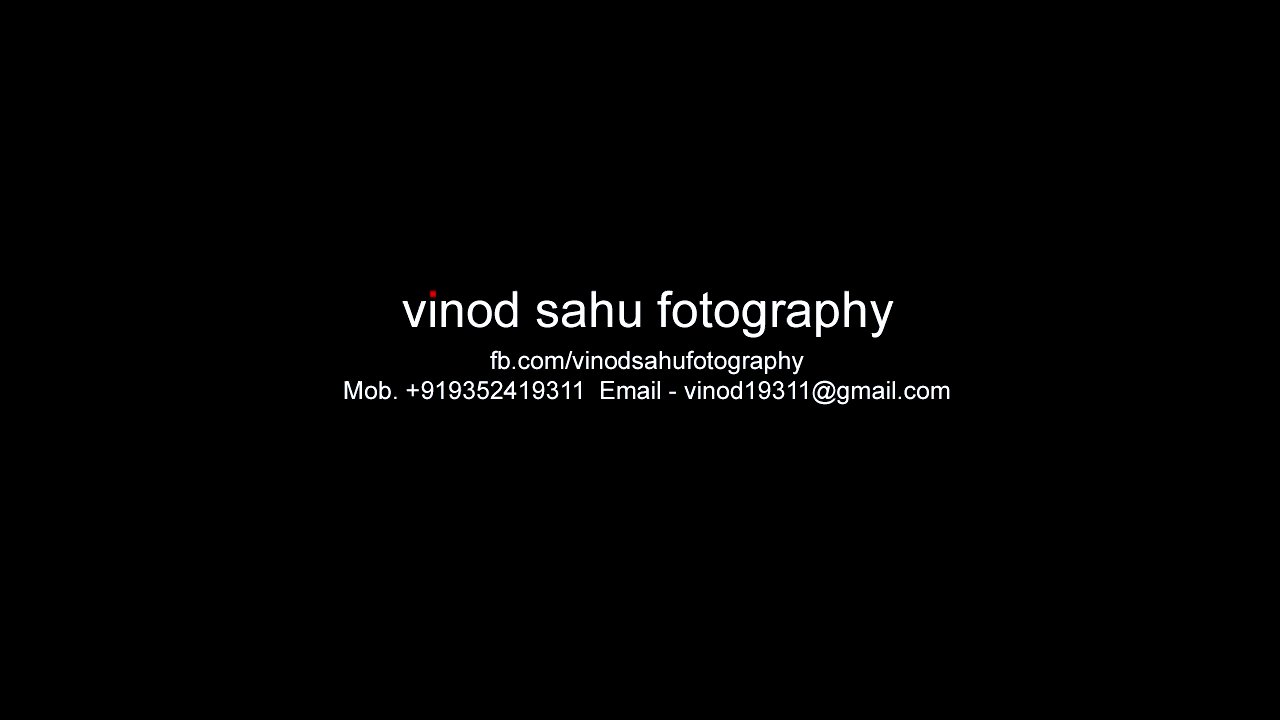 vinod sahu fotography
fb.com/vinodsahufotography
Mob. +919352419311  Email - vinod19311@gmail.com